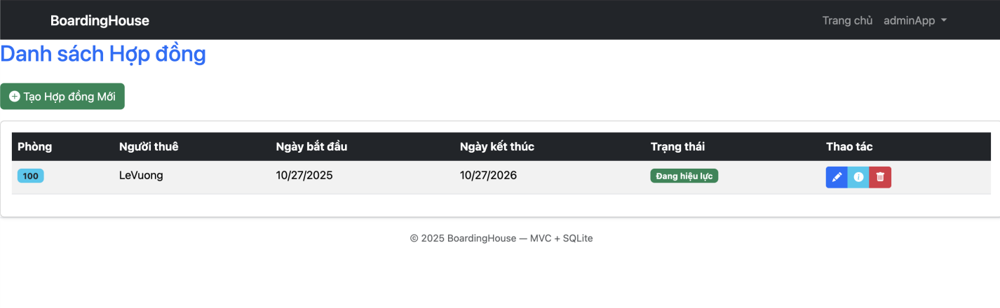 BoardingHouse Trang chủ adminApp
Danh sách Hợp đồng
Tạo Hợp đồng Mới
Phòng Người thuê Ngày bắt đầu Ngày kết thúc Trạng thái Thao tác
100 LeVuong 10/27/2025 10/27/2026 Đang hiệu lực
© 2025 BoardingHouse — MVC + SQLite